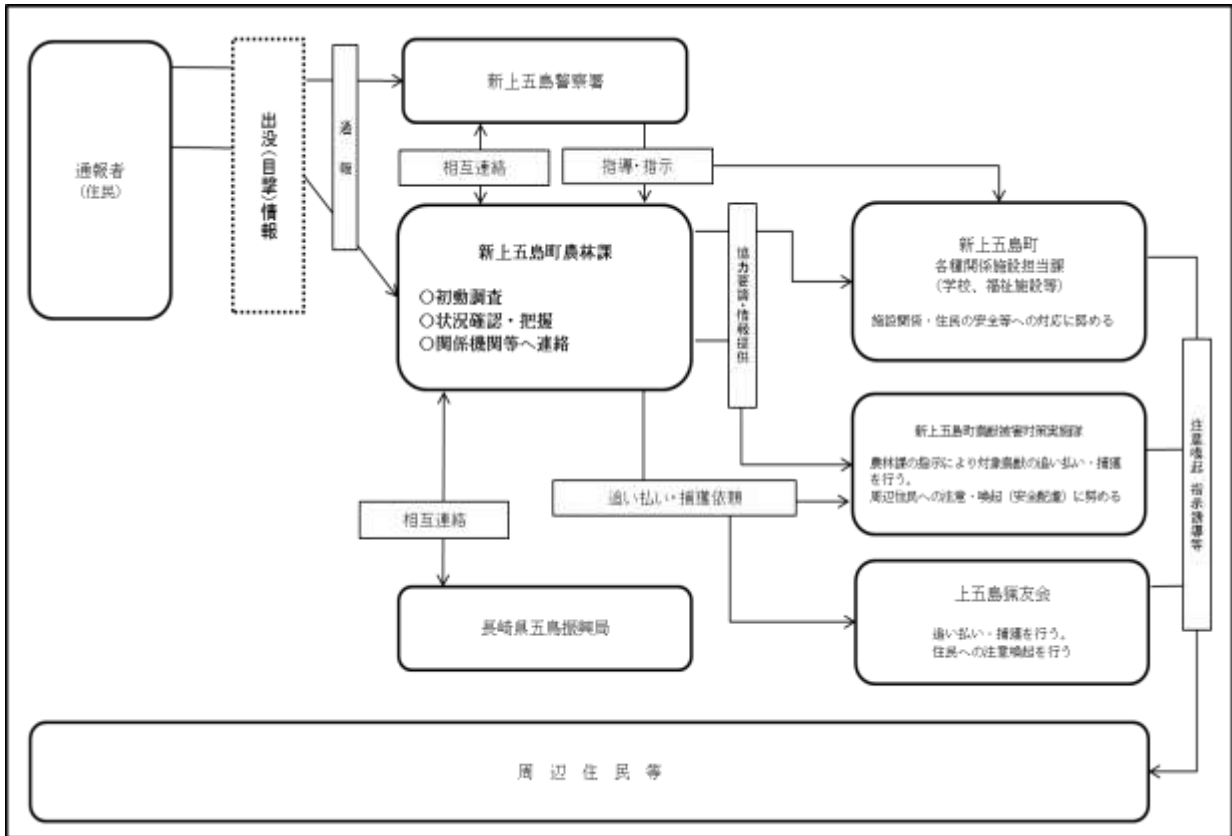 通報者
(住民)
出没(目撃)情報
通報
新上五島警察署
相互連絡
指導・指示
新上五島町農林課
○初動調査
○状況確認・把握
○関係機関等へ連絡
協力要請・情報提供
新上五島町
各種関係施設担当課
(学校、福祉施設等)
施設関係・住民の安全等への対応に努める
新上五島町鳥獣被害対策実施隊
農林課の指示により対象鳥獣の追い払い・捕獲
を行う。
周辺住民への注意・喚起(安全配慮)に努める
追い払い・捕獲依頼
相互連絡
長崎県五島振興局
上五島猟友会
追い払い・捕獲を行う。
住民への注意喚起を行う
注意喚起 指示誘導等
周辺住民等